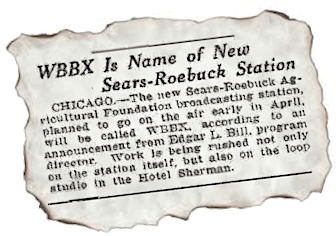 WBBX Is Name of New
Sears-Roebuck Station
CHICAGO.—The new Sears-Roebuck Ag-
ricultural Foundation broadcasting station,
planned to go on the air early in April,
will be called WBBX, according to an
announcement from Edgar L. Bill, program
director. Work is being rushed not only
on the station itself, but also on the loop
studio in the Hotel Sherman.